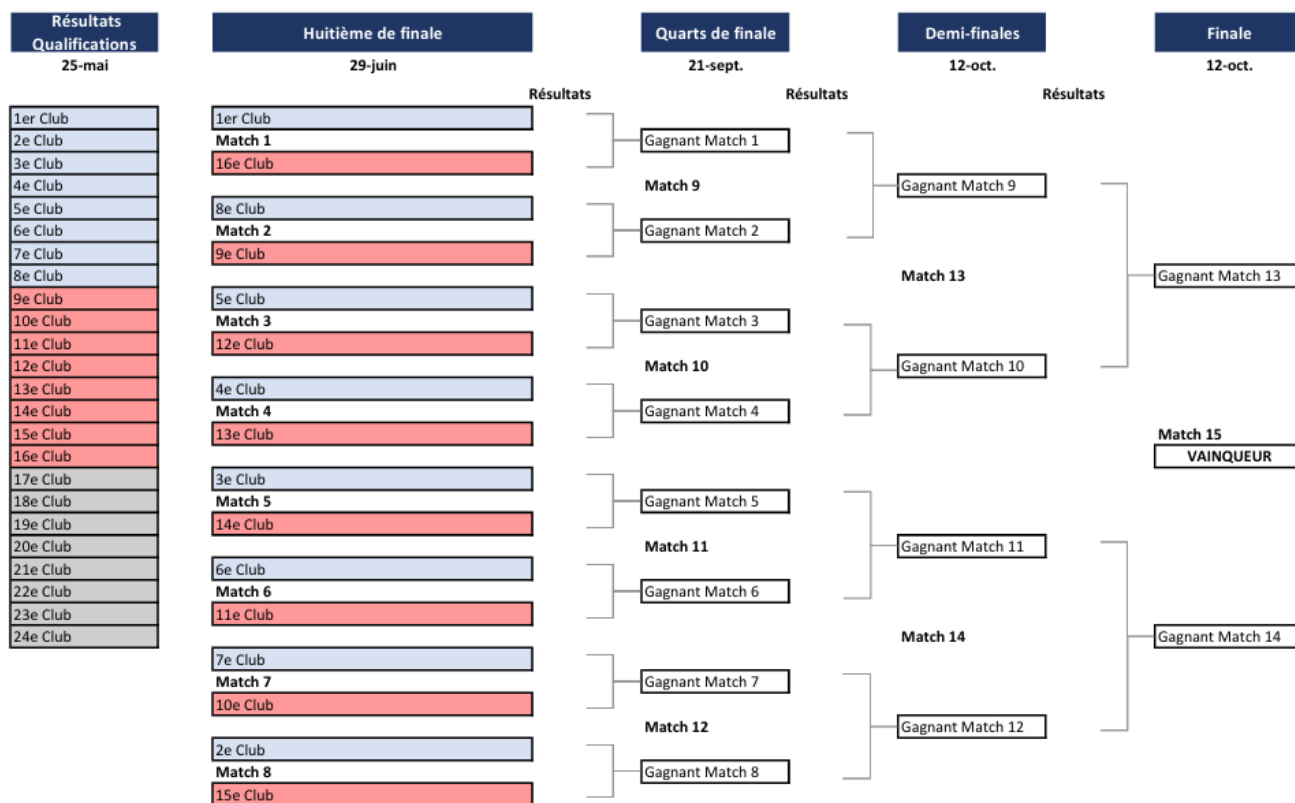 Résultats
Qualifications
Huitième de finale
Quarts de finale
Demi-finales
Finale
25-mai
29-juin
21-sept.
12-oct.
12-oct.
Résultats
Résultats
Résultats
1er Club
2e Club
3e Club
4e Club
5e Club
6e Club
7e Club
8e Club
9e Club
10e Club
11e Club
12e Club
13e Club
14e Club
15e Club
16e Club
17e Club
18e Club
19e Club
20e Club
21e Club
22e Club
23e Club
24e Club
1er Club
Match 1
16e Club
8e Club
Match 2
9e Club
5e Club
Match 3
12e Club
4e Club
Match 4
13e Club
3e Club
Match 5
14e Club
6e Club
Match 6
11e Club
7e Club
Match 7
10e Club
2e Club
Match 8
15e Club
Gagnant Match 1
Match 9
Gagnant Match 2
Gagnant Match 3
Match 10
Gagnant Match 4
Gagnant Match 5
Match 11
Gagnant Match 6
Gagnant Match 7
Match 12
Gagnant Match 8
Gagnant Match 9
Match 13
Gagnant Match 10
Gagnant Match 11
Match 14
Gagnant Match 12
Gagnant Match 13
Match 15
VAINQUEUR
Gagnant Match 14